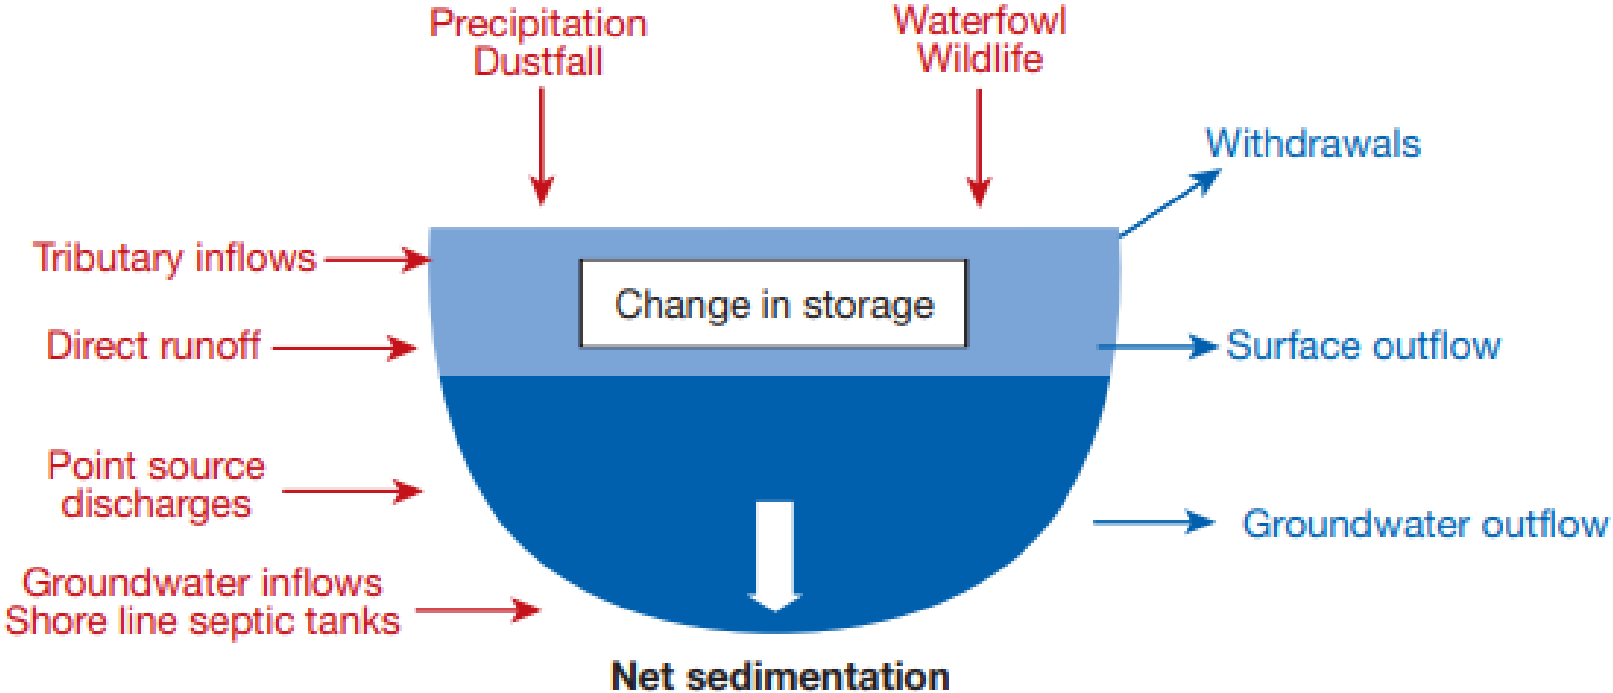 Precipitation
Dustfall
Waterfowl
Wildlife
Withdrawals
Tributary inflows
Change in storage
Direct runoff
Surface outflow
Point source
discharges
Groundwater outflow
Groundwater inflows
Shore line septic tanks
Net sedimentation